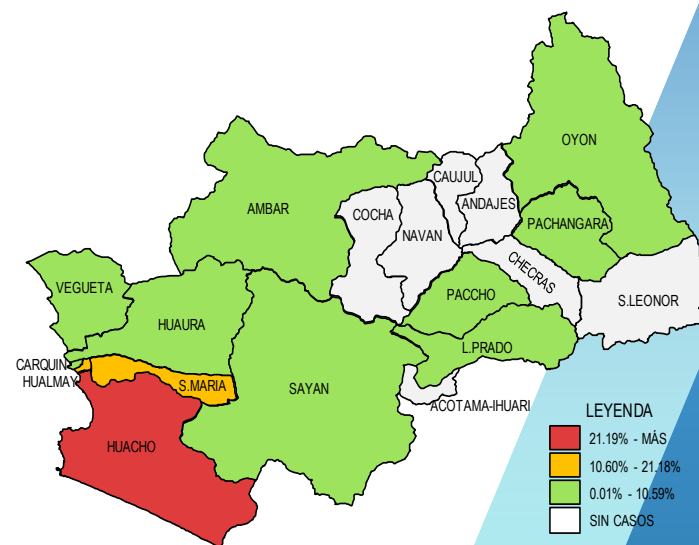 OYON
CAUJUL
ANDAJES
AMBAR
COCHA
PACHANGARA
NAVAN
CHECRAS
VEGUETA
PACCHO
S.LEONOR
HUAURA
L.PRADO
CARQUIN
HUALMAY
S.MARIA
SAYAN
ACOTAMA-IHUARI
HUACHO
LEYENDA
21.19% - MÁS
10.60% - 21.18%
0.01% - 10.59%
SIN CASOS